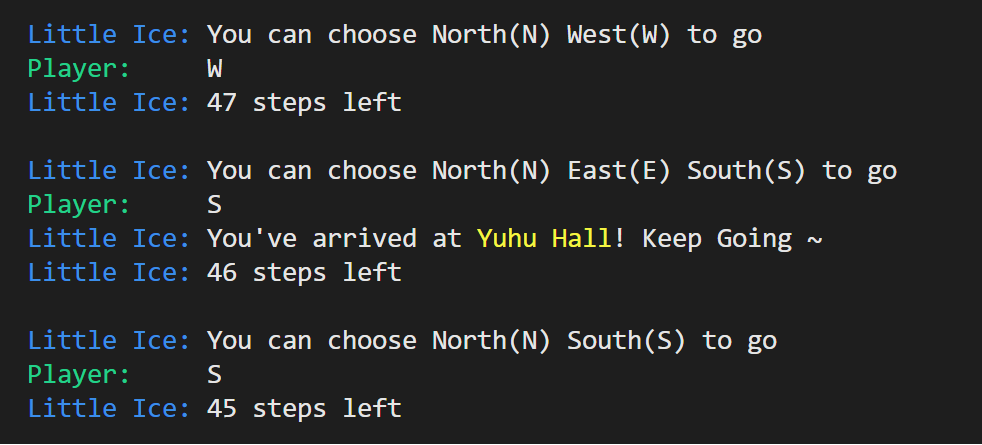 Little Ice: You can choose North(N) West(W) to go
Player: W
Little Ice: 47 steps left
Little Ice: You can choose North(N) East(E) South(S) to go
Player: S
Little Ice: You've arrived at Yuhu Hall! Keep Going ~
Little Ice: 46 steps left
Little Ice: You can choose North(N) South(S) to go
Player: S
Little Ice: 45 steps left